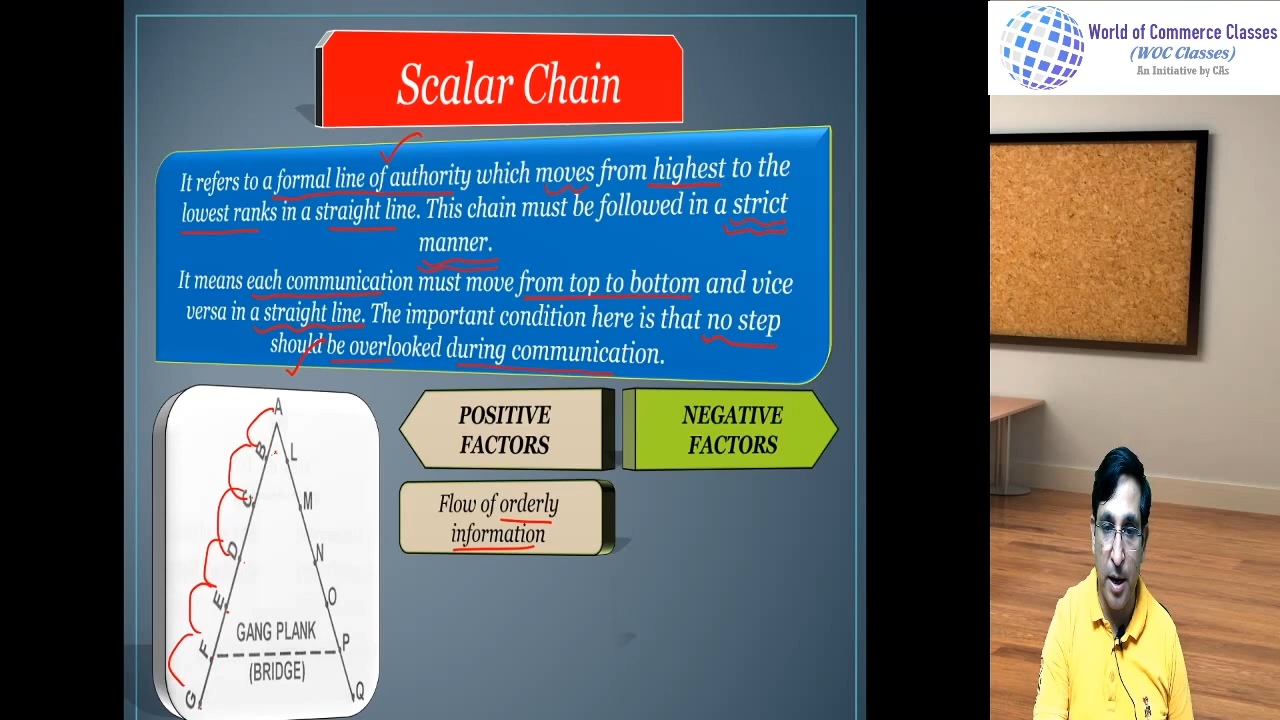 World of Commerce Classes
(WOC Classes)
An Initiative by CAs
Scalar Chain
It refers to a formal line of authority which moves from highest to the
lowest ranks in a straight line. This chain must be followed in a strict
manner.
It means each communication must move from top to bottom and vice
versa in a straight line. The important condition here is that no step
should be overlooked during communication.
POSITIVE
FACTORS
NEGATIVE
FACTORS
Flow of orderly
information
A
B
L
C
M
D
N
E
O
GANG PLANK
F
P
(BRIDGE)
G
Q